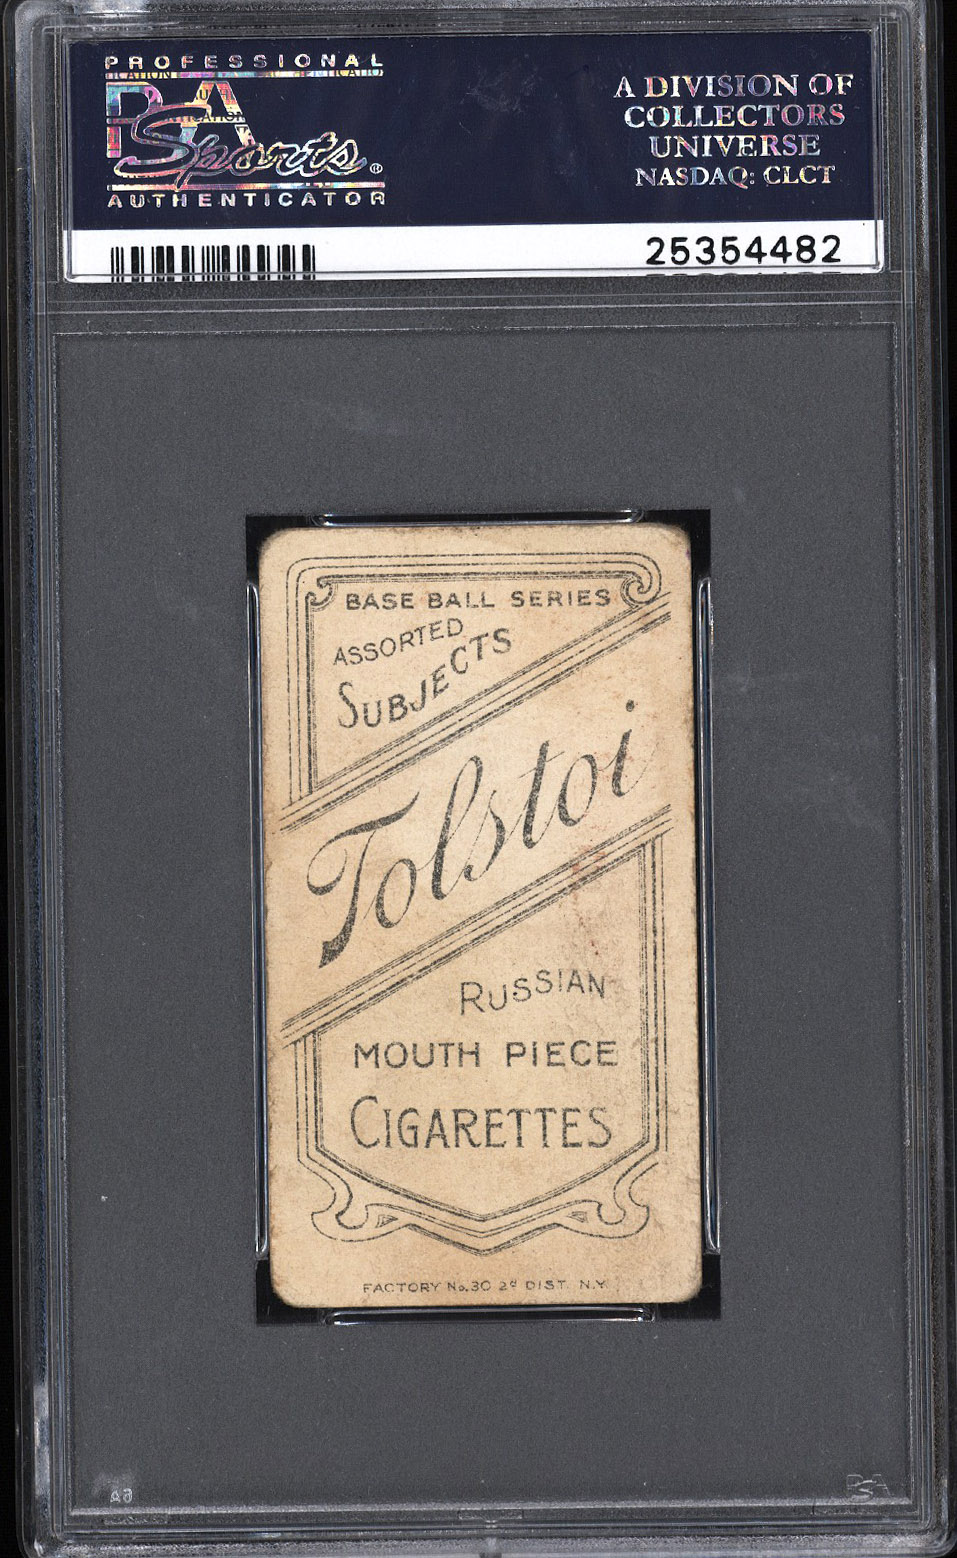 PROFESSIONAL
PSA
Sports®
AUTHENTICATOR
A DIVISION OF
COLLECTORS
UNIVERSE
NASDAQ: CLCT
25354482
BASE BALL SERIES
ASSORTED
SUBJECTS
Tolstoi
RUSSIAN
MOUTH PIECE
CIGARETTES
FACTORY No. 30 2d DIST. N.Y.
PSA